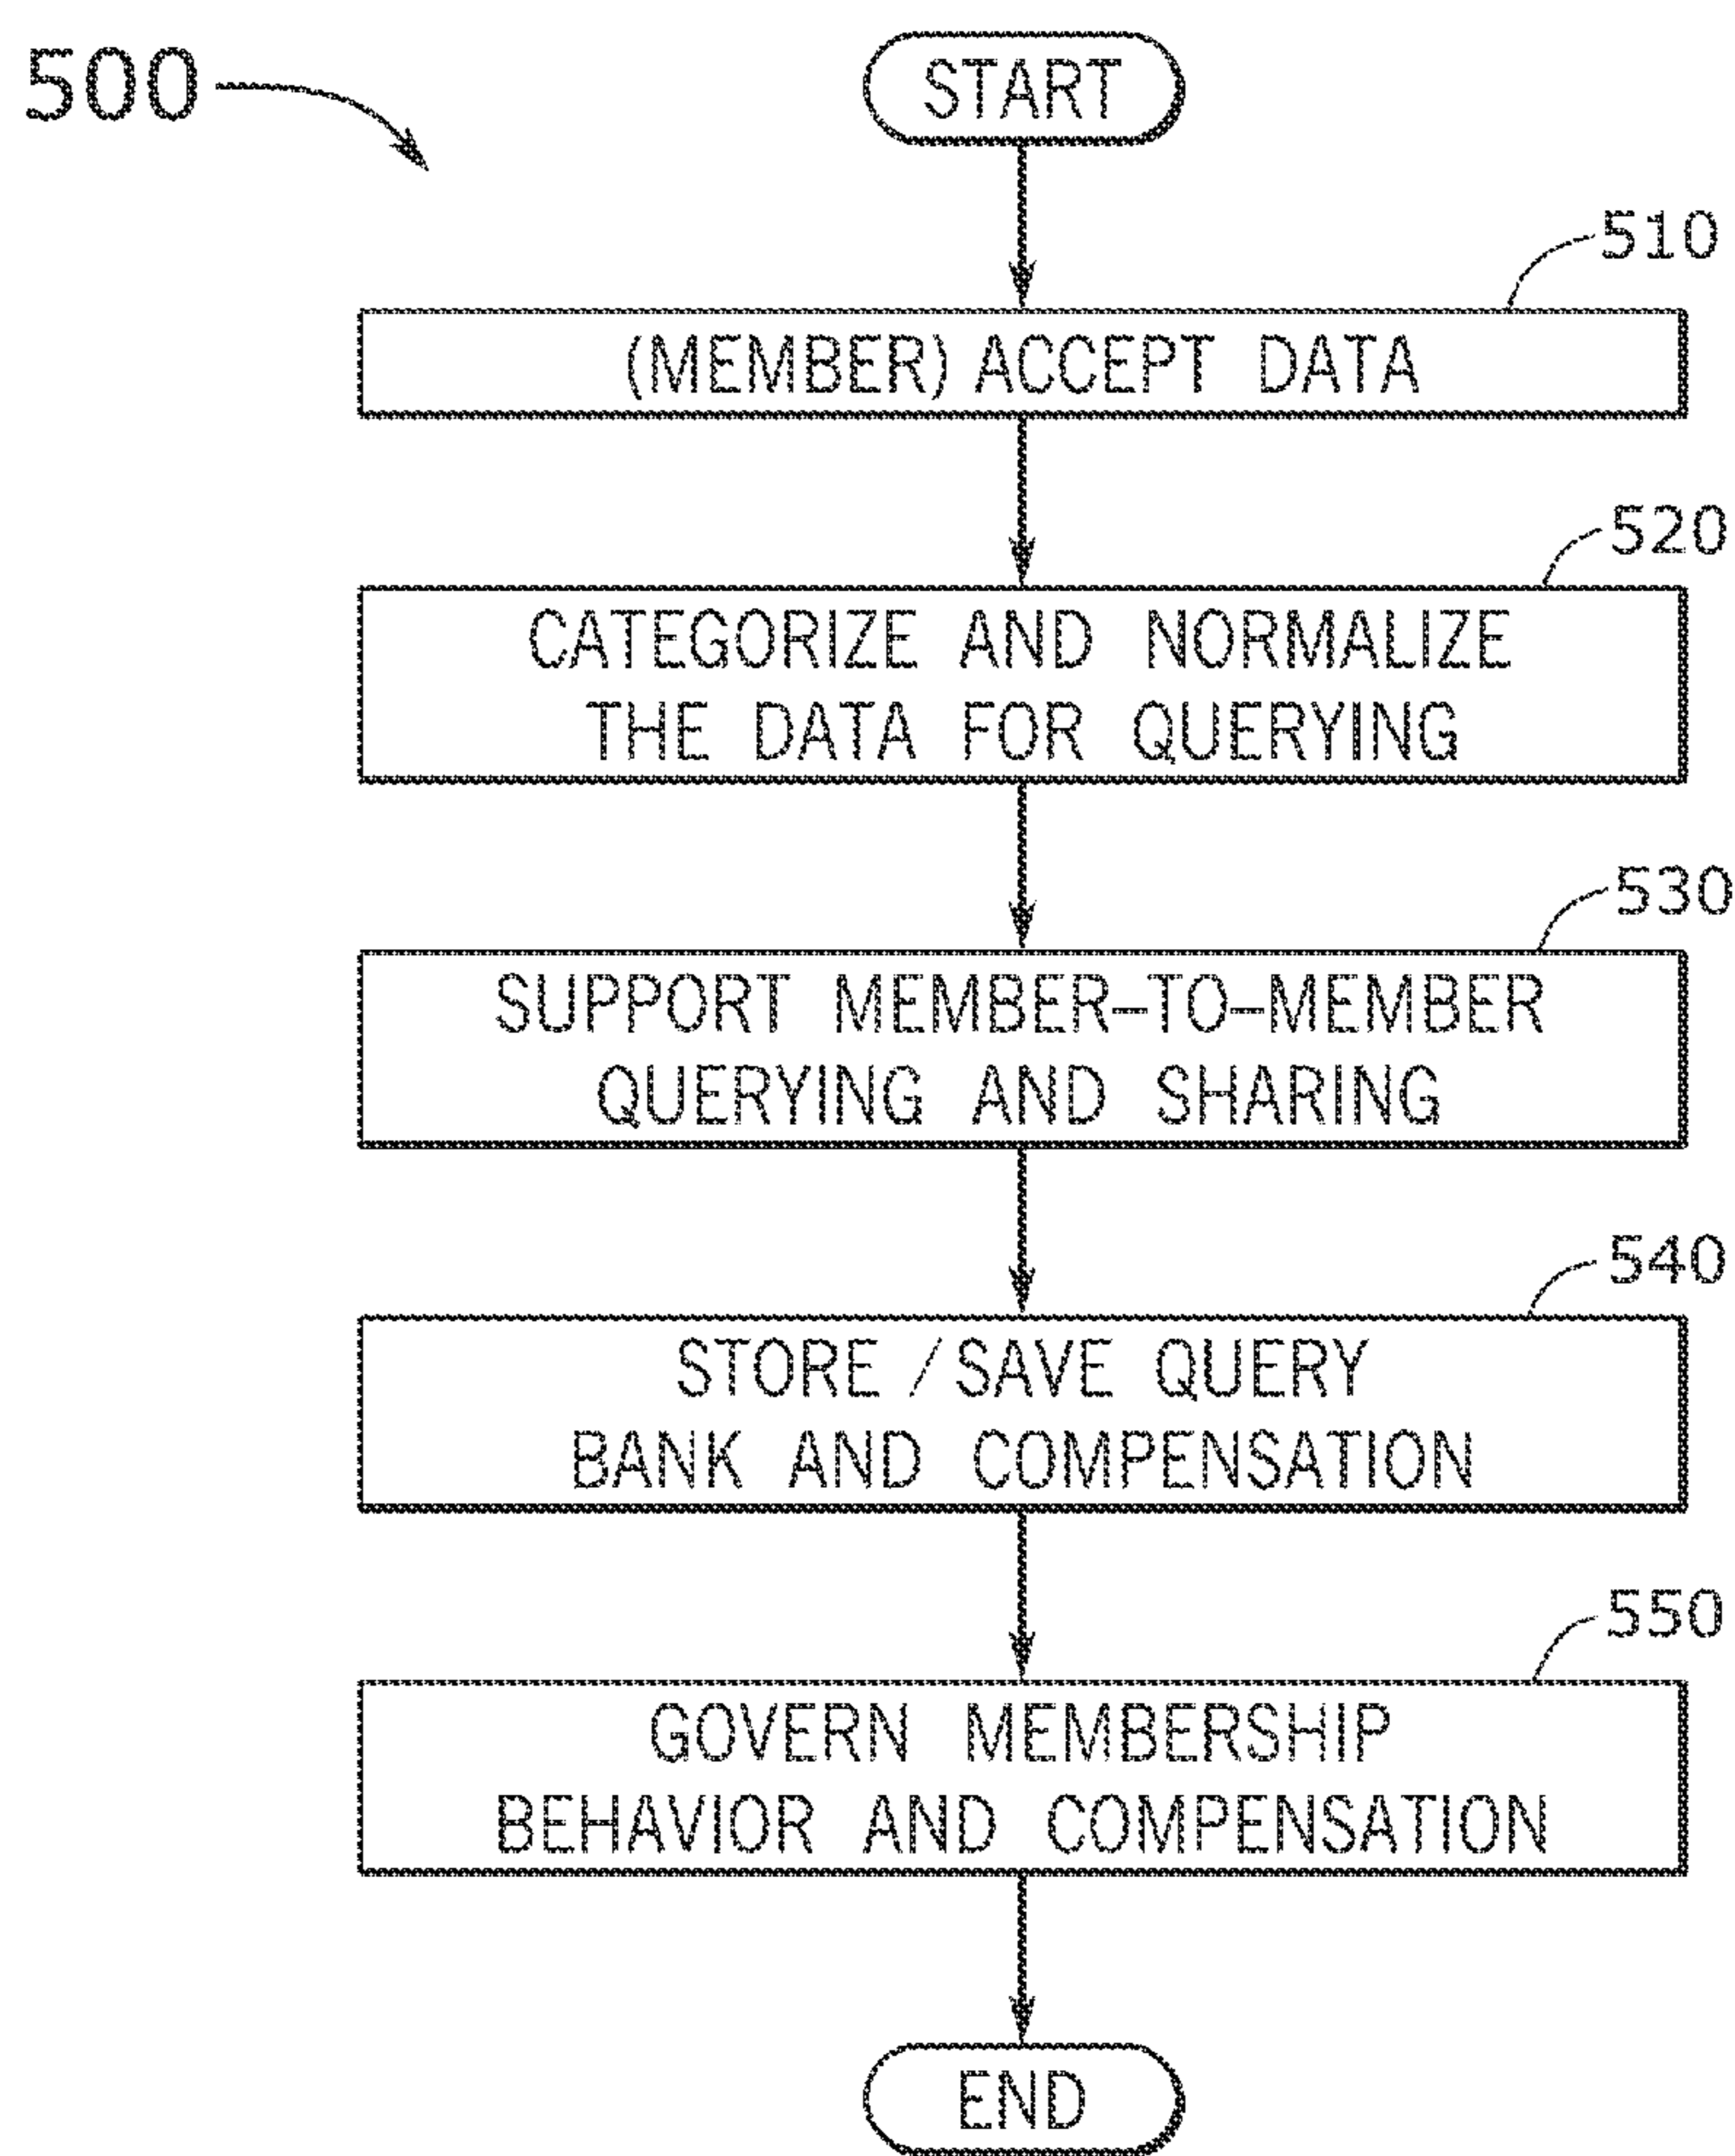 500
START
510
(MEMBER) ACCEPT DATA
520
CATEGORIZE AND NORMALIZE
THE DATA FOR QUERYING
530
SUPPORT MEMBER-TO-MEMBER
QUERYING AND SHARING
540
STORE / SAVE QUERY
BANK AND COMPENSATION
550
GOVERN MEMBERSHIP
BEHAVIOR AND COMPENSATION
END